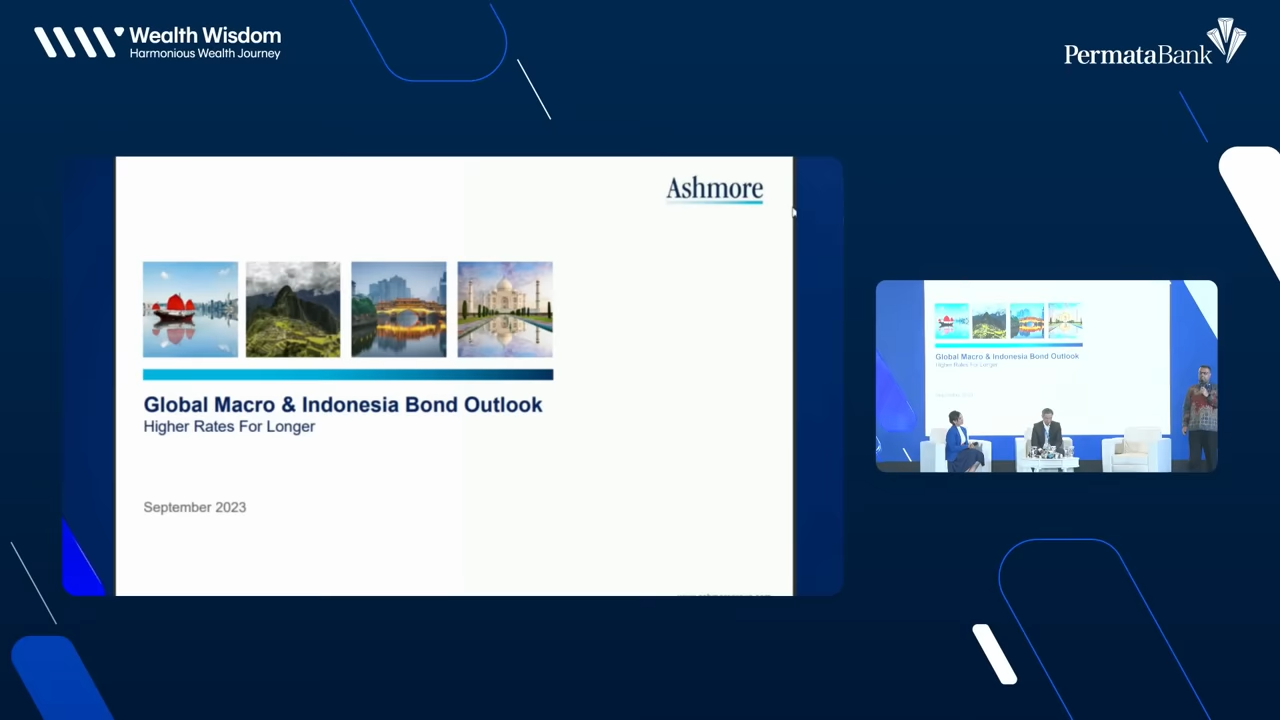 Wealth Wisdom
Harmonious Wealth Journey
PermataBank
Ashmore
Global Macro & Indonesia Bond Outlook
Higher Rates For Longer
September 2023
Global Macro & Indonesia Bond Outlook
Higher Rates For Longer